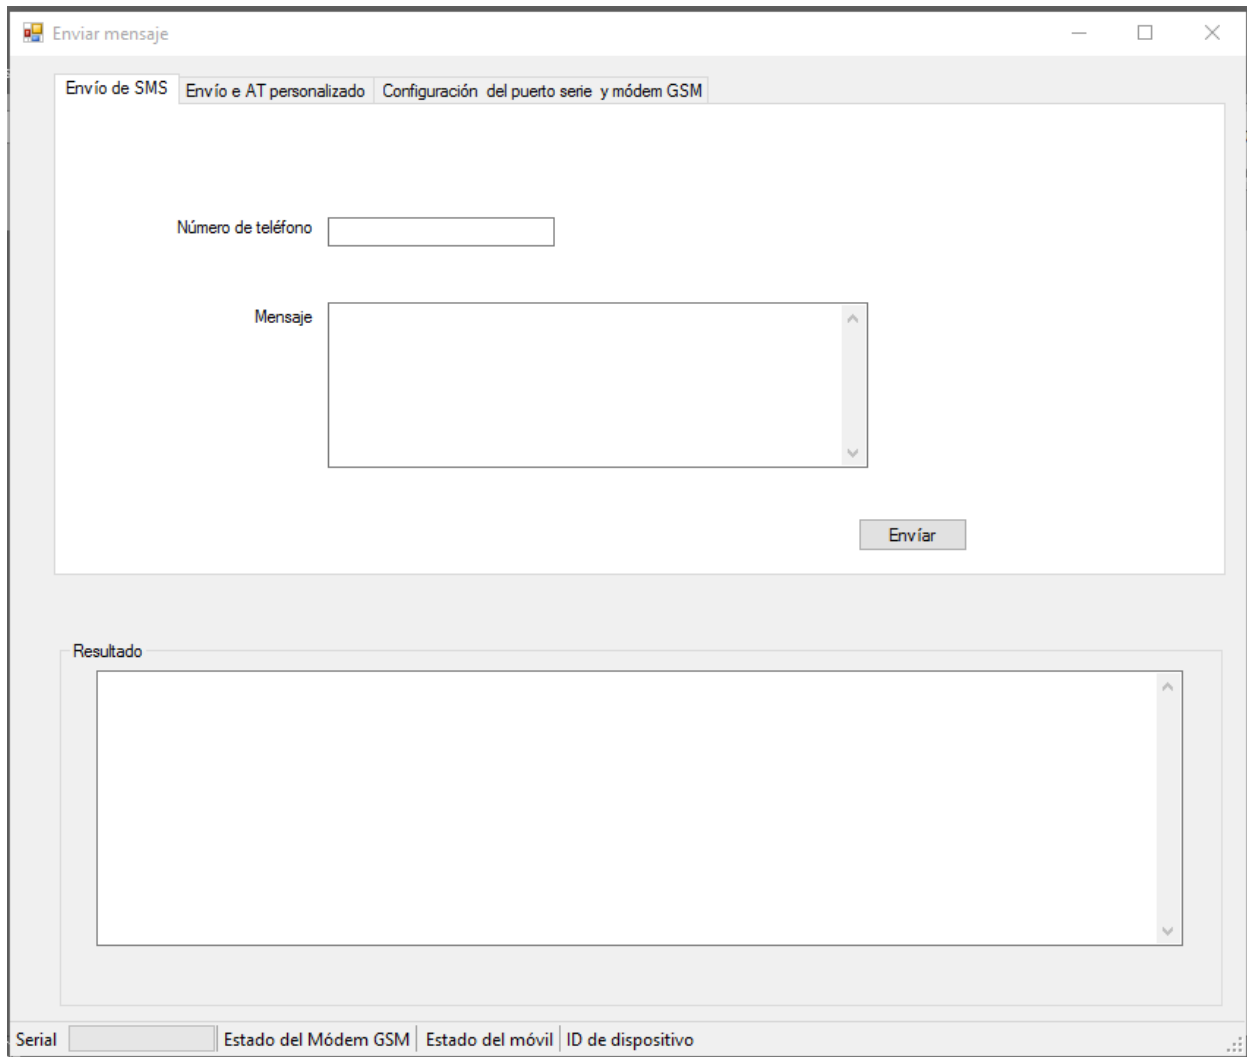 Enviar mensaje
Envío de SMS Envío e AT personalizado Configuración del puerto serie y módem GSM
Número de teléfono
Mensaje
Envíar
Resultado
Serial Estado del Módem GSM Estado del móvil ID de dispositivo